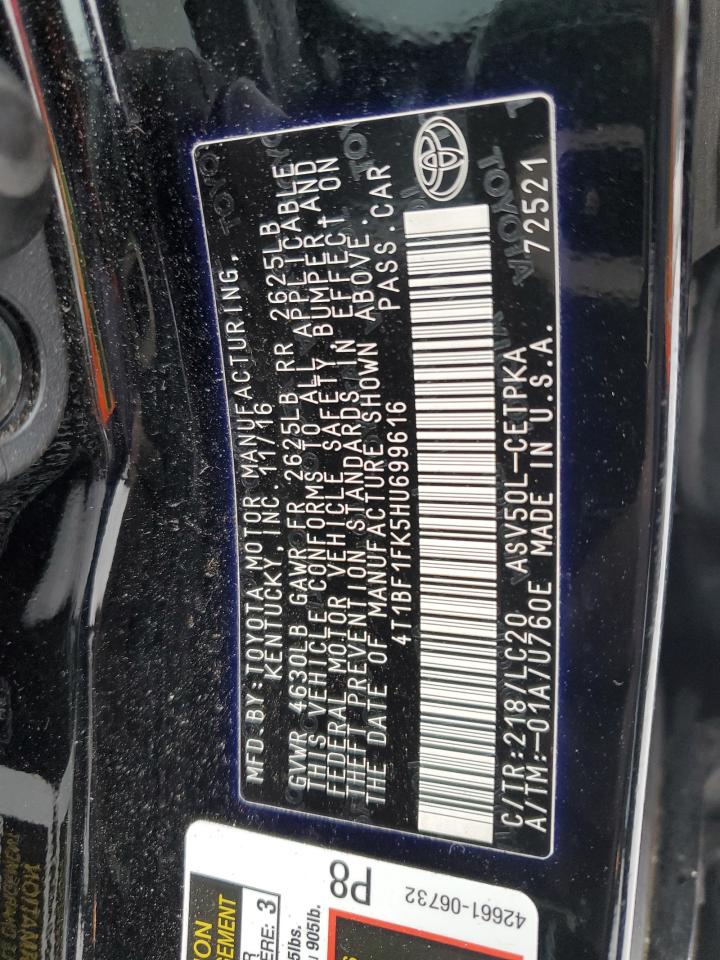 MFD.BY:TOYOTA MOTOR MANUFACTURING,
KENTUCKY,INC. 11/16
GVWR 4630LB GAWR FR 2625LB RR 2625LB
THIS VEHICLE CONFORMS TO ALL APPLICABLE
FEDERAL MOTOR VEHICLE SAFETY,BUMPER,AND
THEFT PREVENTION STANDARDS IN EFFECT ON
THE DATE OF MANUFACTURE SHOWN ABOVE.
4T1BF1FK5HU699616 PASS.CAR
C/TR:218/LC20 ASV50L-CETPKA 72521
A/TM:-01A/U760E MADE IN U.S.A.
TOYOTA
P8
42661-06732
3